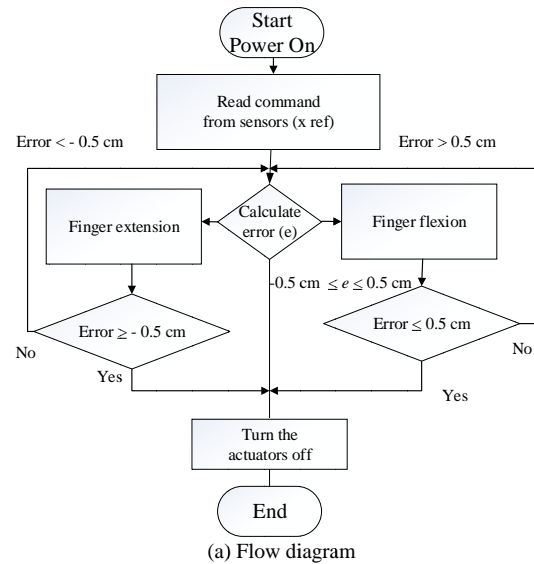 Start
Power On
Read command
from sensors (x ref)
Error < - 0.5 cm
Error > 0.5 cm
Calculate
error (e)
Finger extension
Finger flexion
-0.5 cm ≤ e ≤ 0.5 cm
Error ≥ - 0.5 cm
Error ≤ 0.5 cm
No
No
Yes
Yes
Turn the
actuators off
End
(a) Flow diagram